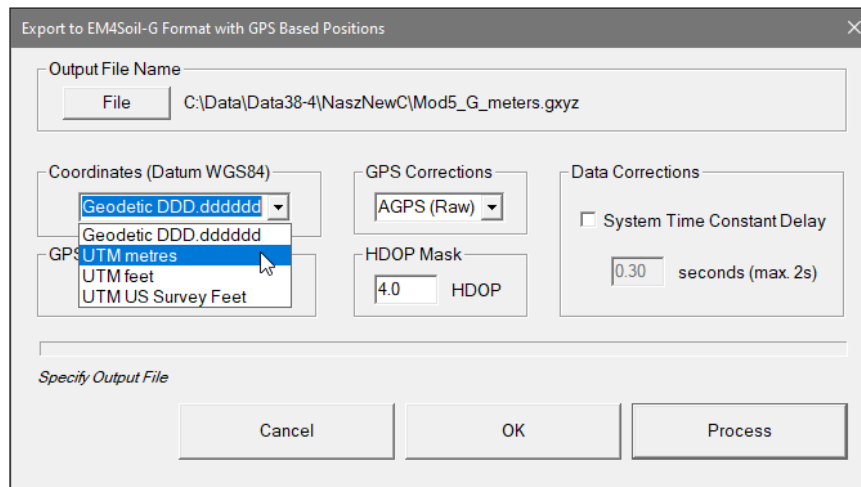 Export to EM4Soil-G Format with GPS Based Positions
Output File Name
File
C:\Data\Data38-4\NaszNewC\Mod5_G_meters.gxyz
Coordinates (Datum WGS84)
Geodetic DDD.dddddd
Geodetic DDD.dddddd
UTM metres
UTM feet
UTM US Survey Feet
GPS
GPS Corrections
AGPS (Raw)
HDOP Mask
4.0
HDOP
Data Corrections
System Time Constant Delay
0.30
seconds (max. 2s)
Specify Output File
Cancel
OK
Process